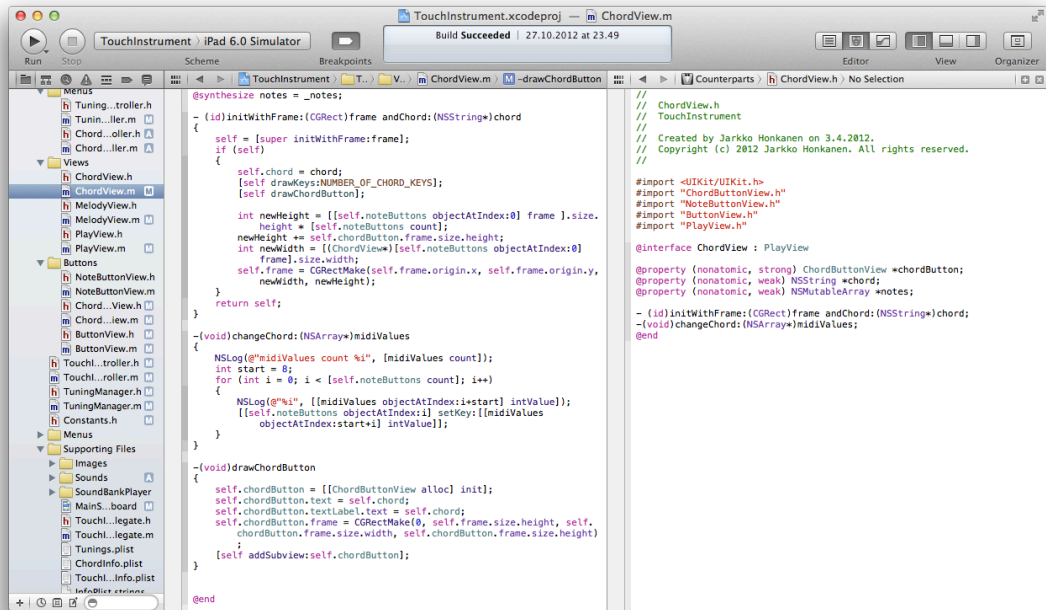 TouchInstrument.xcodeproj — m ChordView.m
Run
Stop
TouchInstrument › iPad 6.0 Simulator
Scheme
Breakpoints
Build Succeeded | 27.10.2012 at 23.49
Editor
View
Organizer
TouchInstrument › T... › V... › m ChordView.m › M -drawChordButton
Counterparts › h ChordView.h › No Selection
Menus
h Tuning...troller.h
m Tunin...ller.m M
h Chord...oller.h A
m Chord...ller.m A
Views
h ChordView.h
m ChordView.m M
h MelodyView.h
m MelodyView.m M
h PlayView.h
m PlayView.m M
Buttons
h NoteButtonView.h
m NoteButtonView.m
h Chord...View.h M
m Chord...iew.m M
h ButtonView.h M
m ButtonView.m M
h TouchI...troller.h M
m TouchI...roller.m M
h TuningManager.h M
m TuningManager.m M
h Constants.h M
Menus
Supporting Files
Images
Sounds A
SoundBankPlayer
MainS...board M
h TouchI...legate.h
m TouchI...legate.m
Tunings.plist
ChordInfo.plist
TouchI...Info.plist
InfoPlist.strings
@synthesize notes = _notes;
- (id)initWithFrame:(CGRect)frame andChord:(NSString*)chord
{
self = [super initWithFrame:frame];
if (self)
{
self.chord = chord;
[self drawKeys:NUMBER_OF_CHORD_KEYS];
[self drawChordButton];
int newHeight = [[self.noteButtons objectAtIndex:0] frame ].size.
height * [self.noteButtons count];
newHeight += self.chordButton.frame.size.height;
int newWidth = [(ChordView*)[self.noteButtons objectAtIndex:0]
frame].size.width;
self.frame = CGRectMake(self.frame.origin.x, self.frame.origin.y,
newWidth, newHeight);
}
return self;
}
-(void)changeChord:(NSArray*)midiValues
{
NSLog(@"midiValues count %i", [midiValues count]);
int start = 8;
for (int i = 0; i < [self.noteButtons count]; i++)
{
NSLog(@"%i", [[midiValues objectAtIndex:i+start] intValue]);
[[self.noteButtons objectAtIndex:i] setKey:[[midiValues
objectAtIndex:start+i] intValue]];
}
}
-(void)drawChordButton
{
self.chordButton = [[ChordButtonView alloc] init];
self.chordButton.text = self.chord;
self.chordButton.textLabel.text = self.chord;
self.chordButton.frame = CGRectMake(0, self.frame.size.height, self.
chordButton.frame.size.width, self.chordButton.frame.size.height)
;
[self addSubview:self.chordButton];
}
@end
//
// ChordView.h
// TouchInstrument
//
// Created by Jarkko Honkanen on 3.4.2012.
// Copyright (c) 2012 Jarkko Honkanen. All rights reserved.
//
#import <UIKit/UIKit.h>
#import "ChordButtonView.h"
#import "NoteButtonView.h"
#import "ButtonView.h"
#import "PlayView.h"
@interface ChordView : PlayView
@property (nonatomic, strong) ChordButtonView *chordButton;
@property (nonatomic, weak) NSString *chord;
@property (nonatomic, weak) NSMutableArray *notes;
- (id)initWithFrame:(CGRect)frame andChord:(NSString*)chord;
-(void)changeChord:(NSArray*)midiValues;
@end